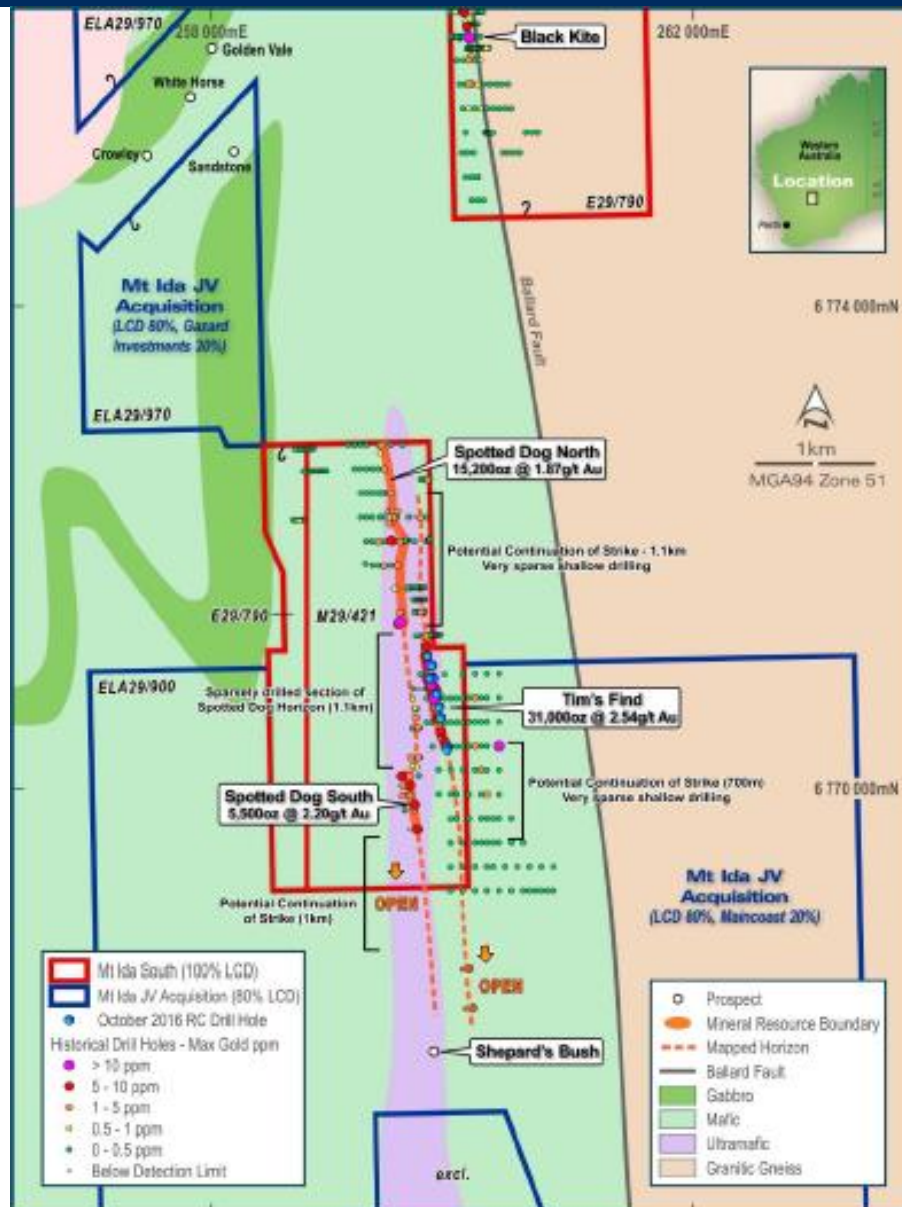 ELA29/970
258 000mE
262 000mE
Golden Vale
Black Kite
White Horse
Crowley
Sandstone
Western
Australia
Location
Perth
E29/790
Mt Ida JV
Acquisition
(LCD 80%, Gazard
Investments 20%)
Ballard Fault
6 774 000mN
ELA29/970
1km
MGA94 Zone 51
Spotted Dog North
15,200oz @ 1.87g/t Au
Potential Continuation of Strike - 1.1km
Very sparse shallow drilling
E29/790
M29/421
ELA29/900
Sparsely drilled section of
Spotted Dog Horizon (1.1km)
Tim's Find
31,000oz @ 2.54g/t Au
Potential Continuation of Strike (700m)
Very sparse shallow drilling
6 770 000mN
Spotted Dog South
5,500oz @ 2.20g/t Au
Potential Continuation
of Strike (1km)
OPEN
Mt Ida JV
Acquisition
(LCD 80%, Maincoast 20%)
OPEN
Shepard's Bush
excl.
Mt Ida South (100% LCD)
Mt Ida JV Acquisition (80% LCD)
October 2016 RC Drill Hole
Historical Drill Holes - Max Gold ppm
> 10 ppm
5 - 10 ppm
1 - 5 ppm
0.5 - 1 ppm
0 - 0.5 ppm
Below Detection Limit
Prospect
Mineral Resource Boundary
Mapped Horizon
Ballard Fault
Gabbro
Mafic
Ultramafic
Granitic Gneiss